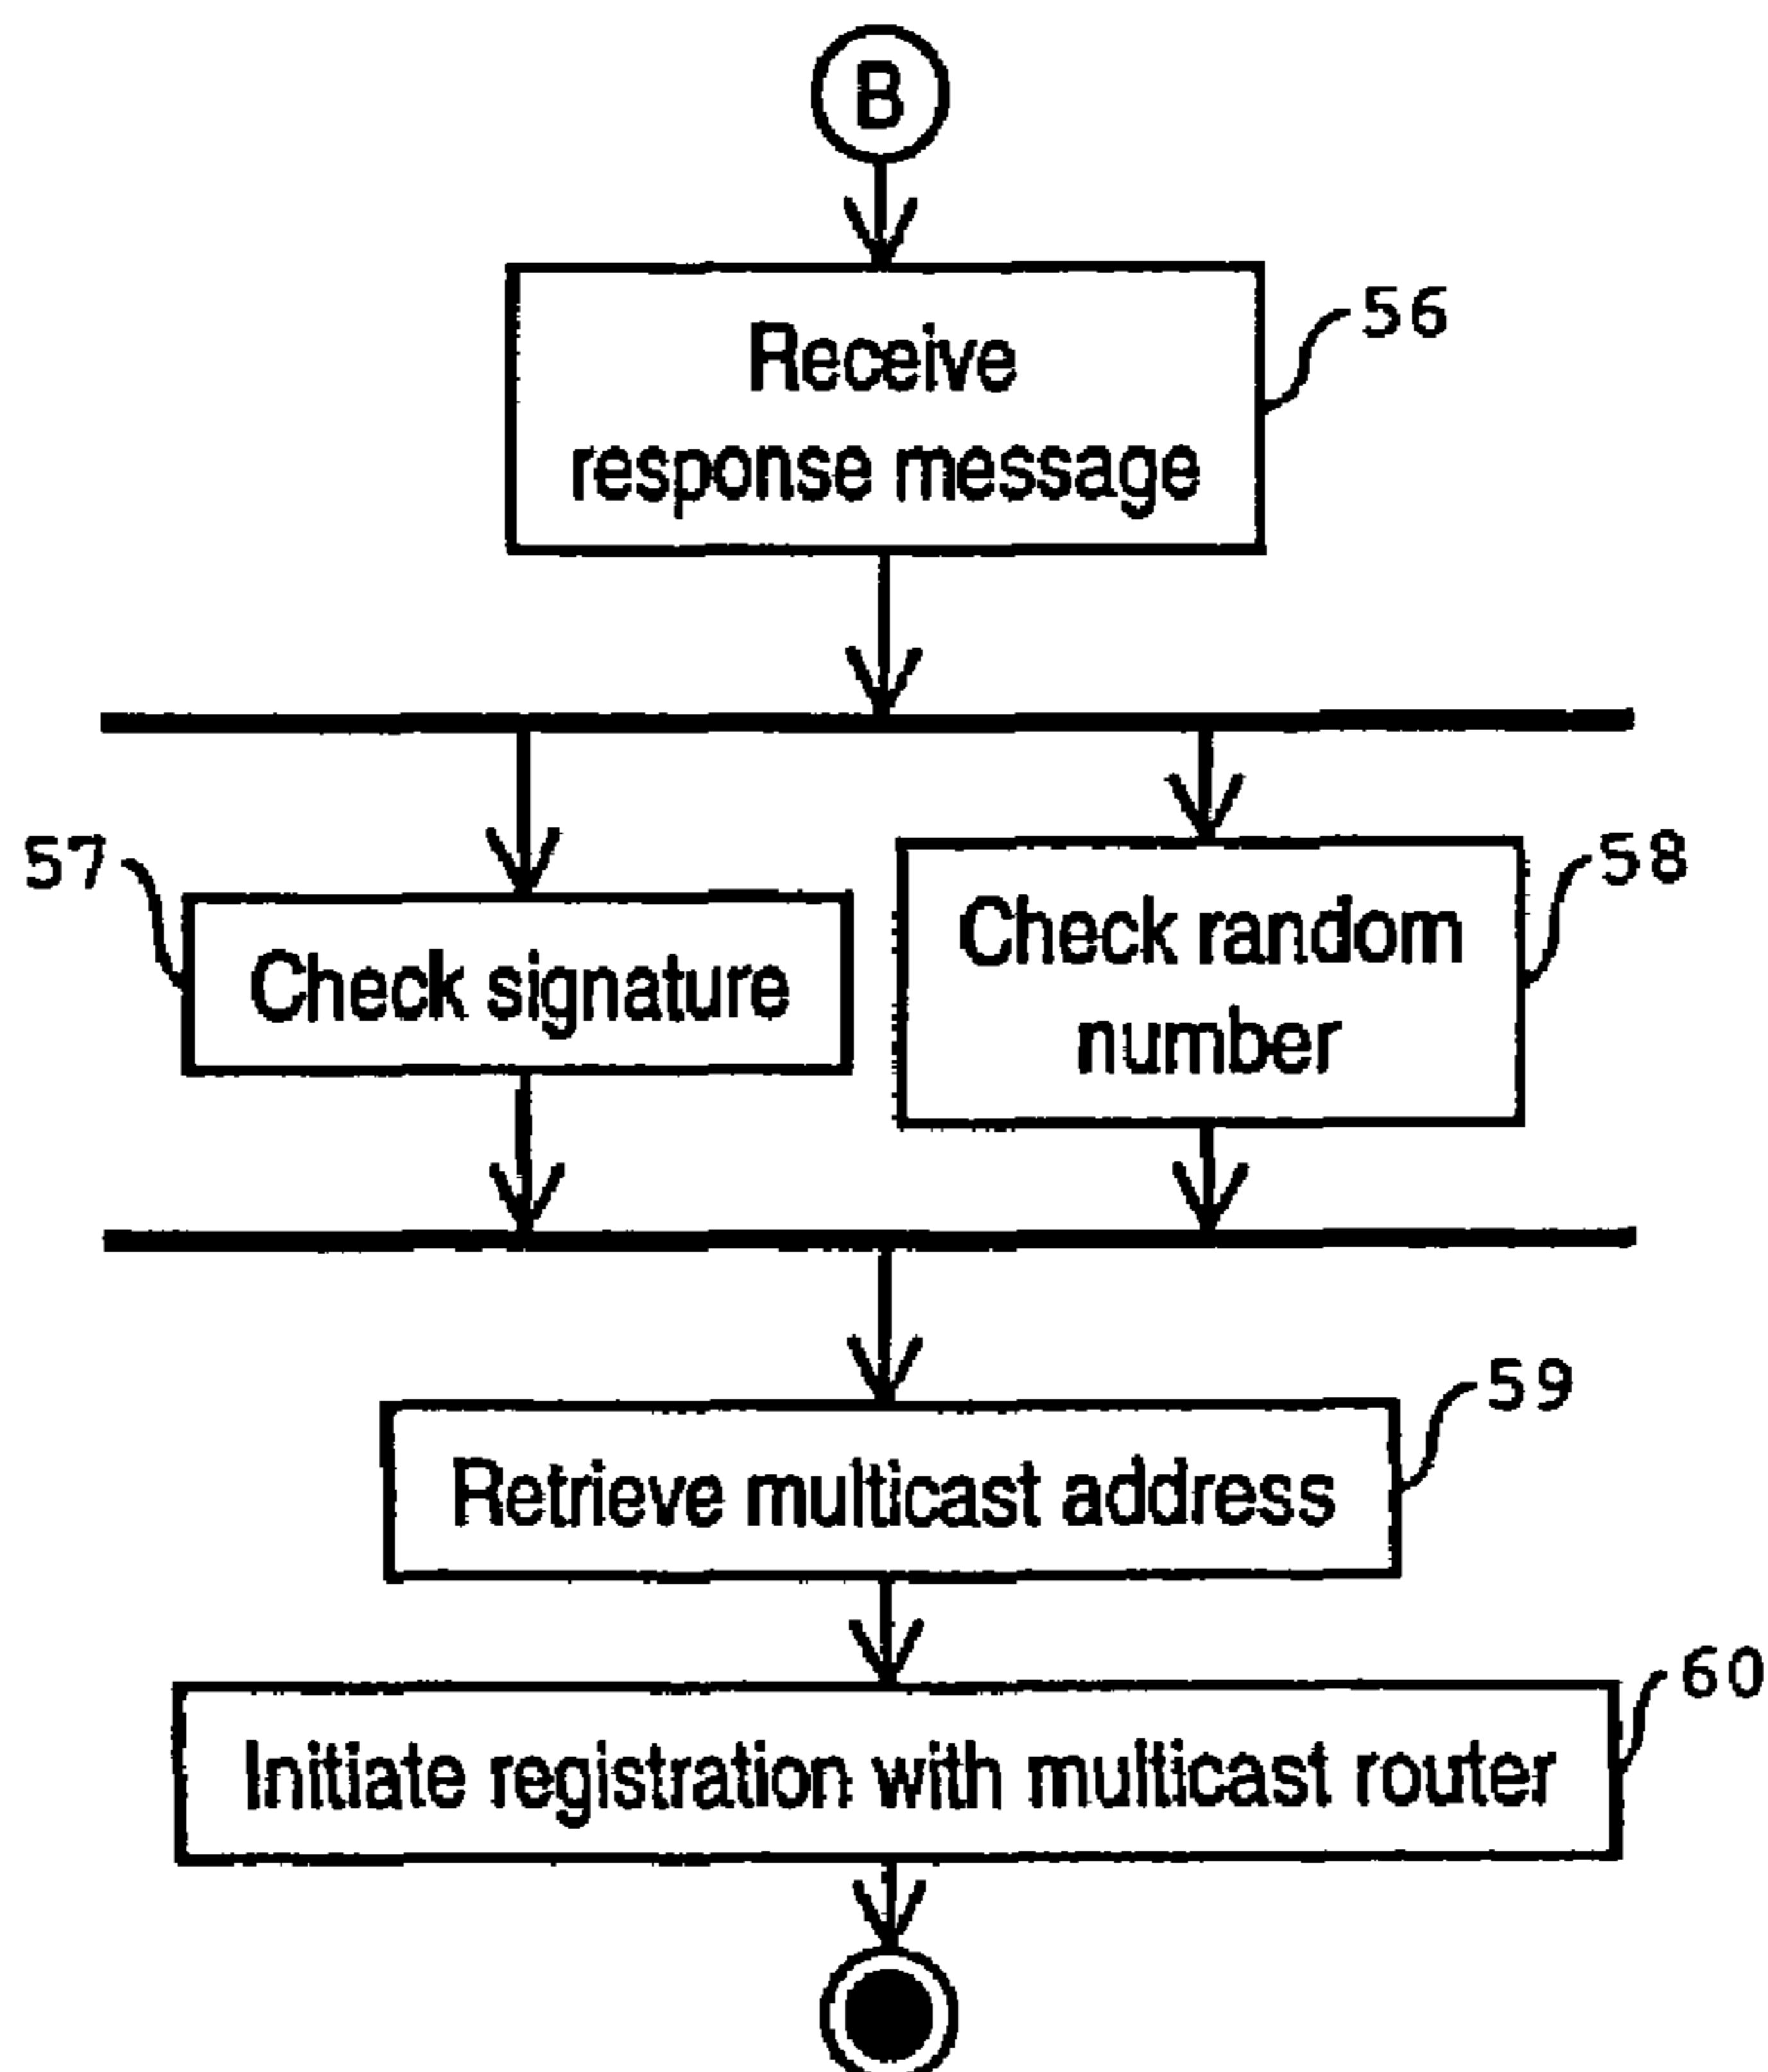 B
Receive
response message
56
57
Check signature
Check random
number
58
Retrieve multicast address
59
Initiate registration with multicast router
60